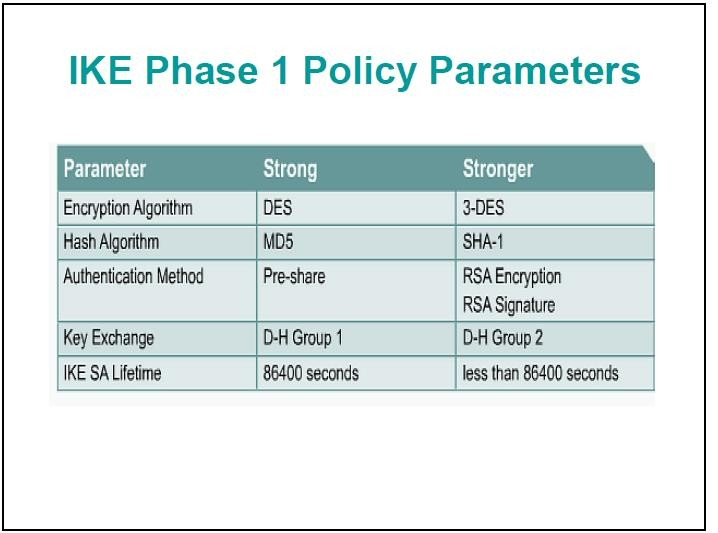 IKE Phase 1 Policy Parameters
Parameter Strong Stronger
Encryption Algorithm DES 3-DES
Hash Algorithm MD5 SHA-1
Authentication Method Pre-share RSA Encryption
RSA Signature
Key Exchange D-H Group 1 D-H Group 2
IKE SA Lifetime 86400 seconds less than 86400 seconds